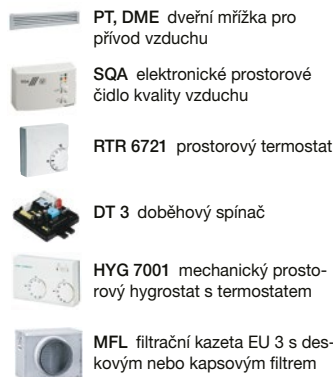 PT, DME dveřní mřížka pro
přívod vzduchu
SQA elektronické prostorové
čidlo kvality vzduchu
RTR 6721 prostorový termostat
DT 3 doběhový spínač
HYG 7001 mechanický prosto-
rový hygrostat s termostatem
MFL filtrační kazeta EU 3 s des-
kovým nebo kapsovým filtrem